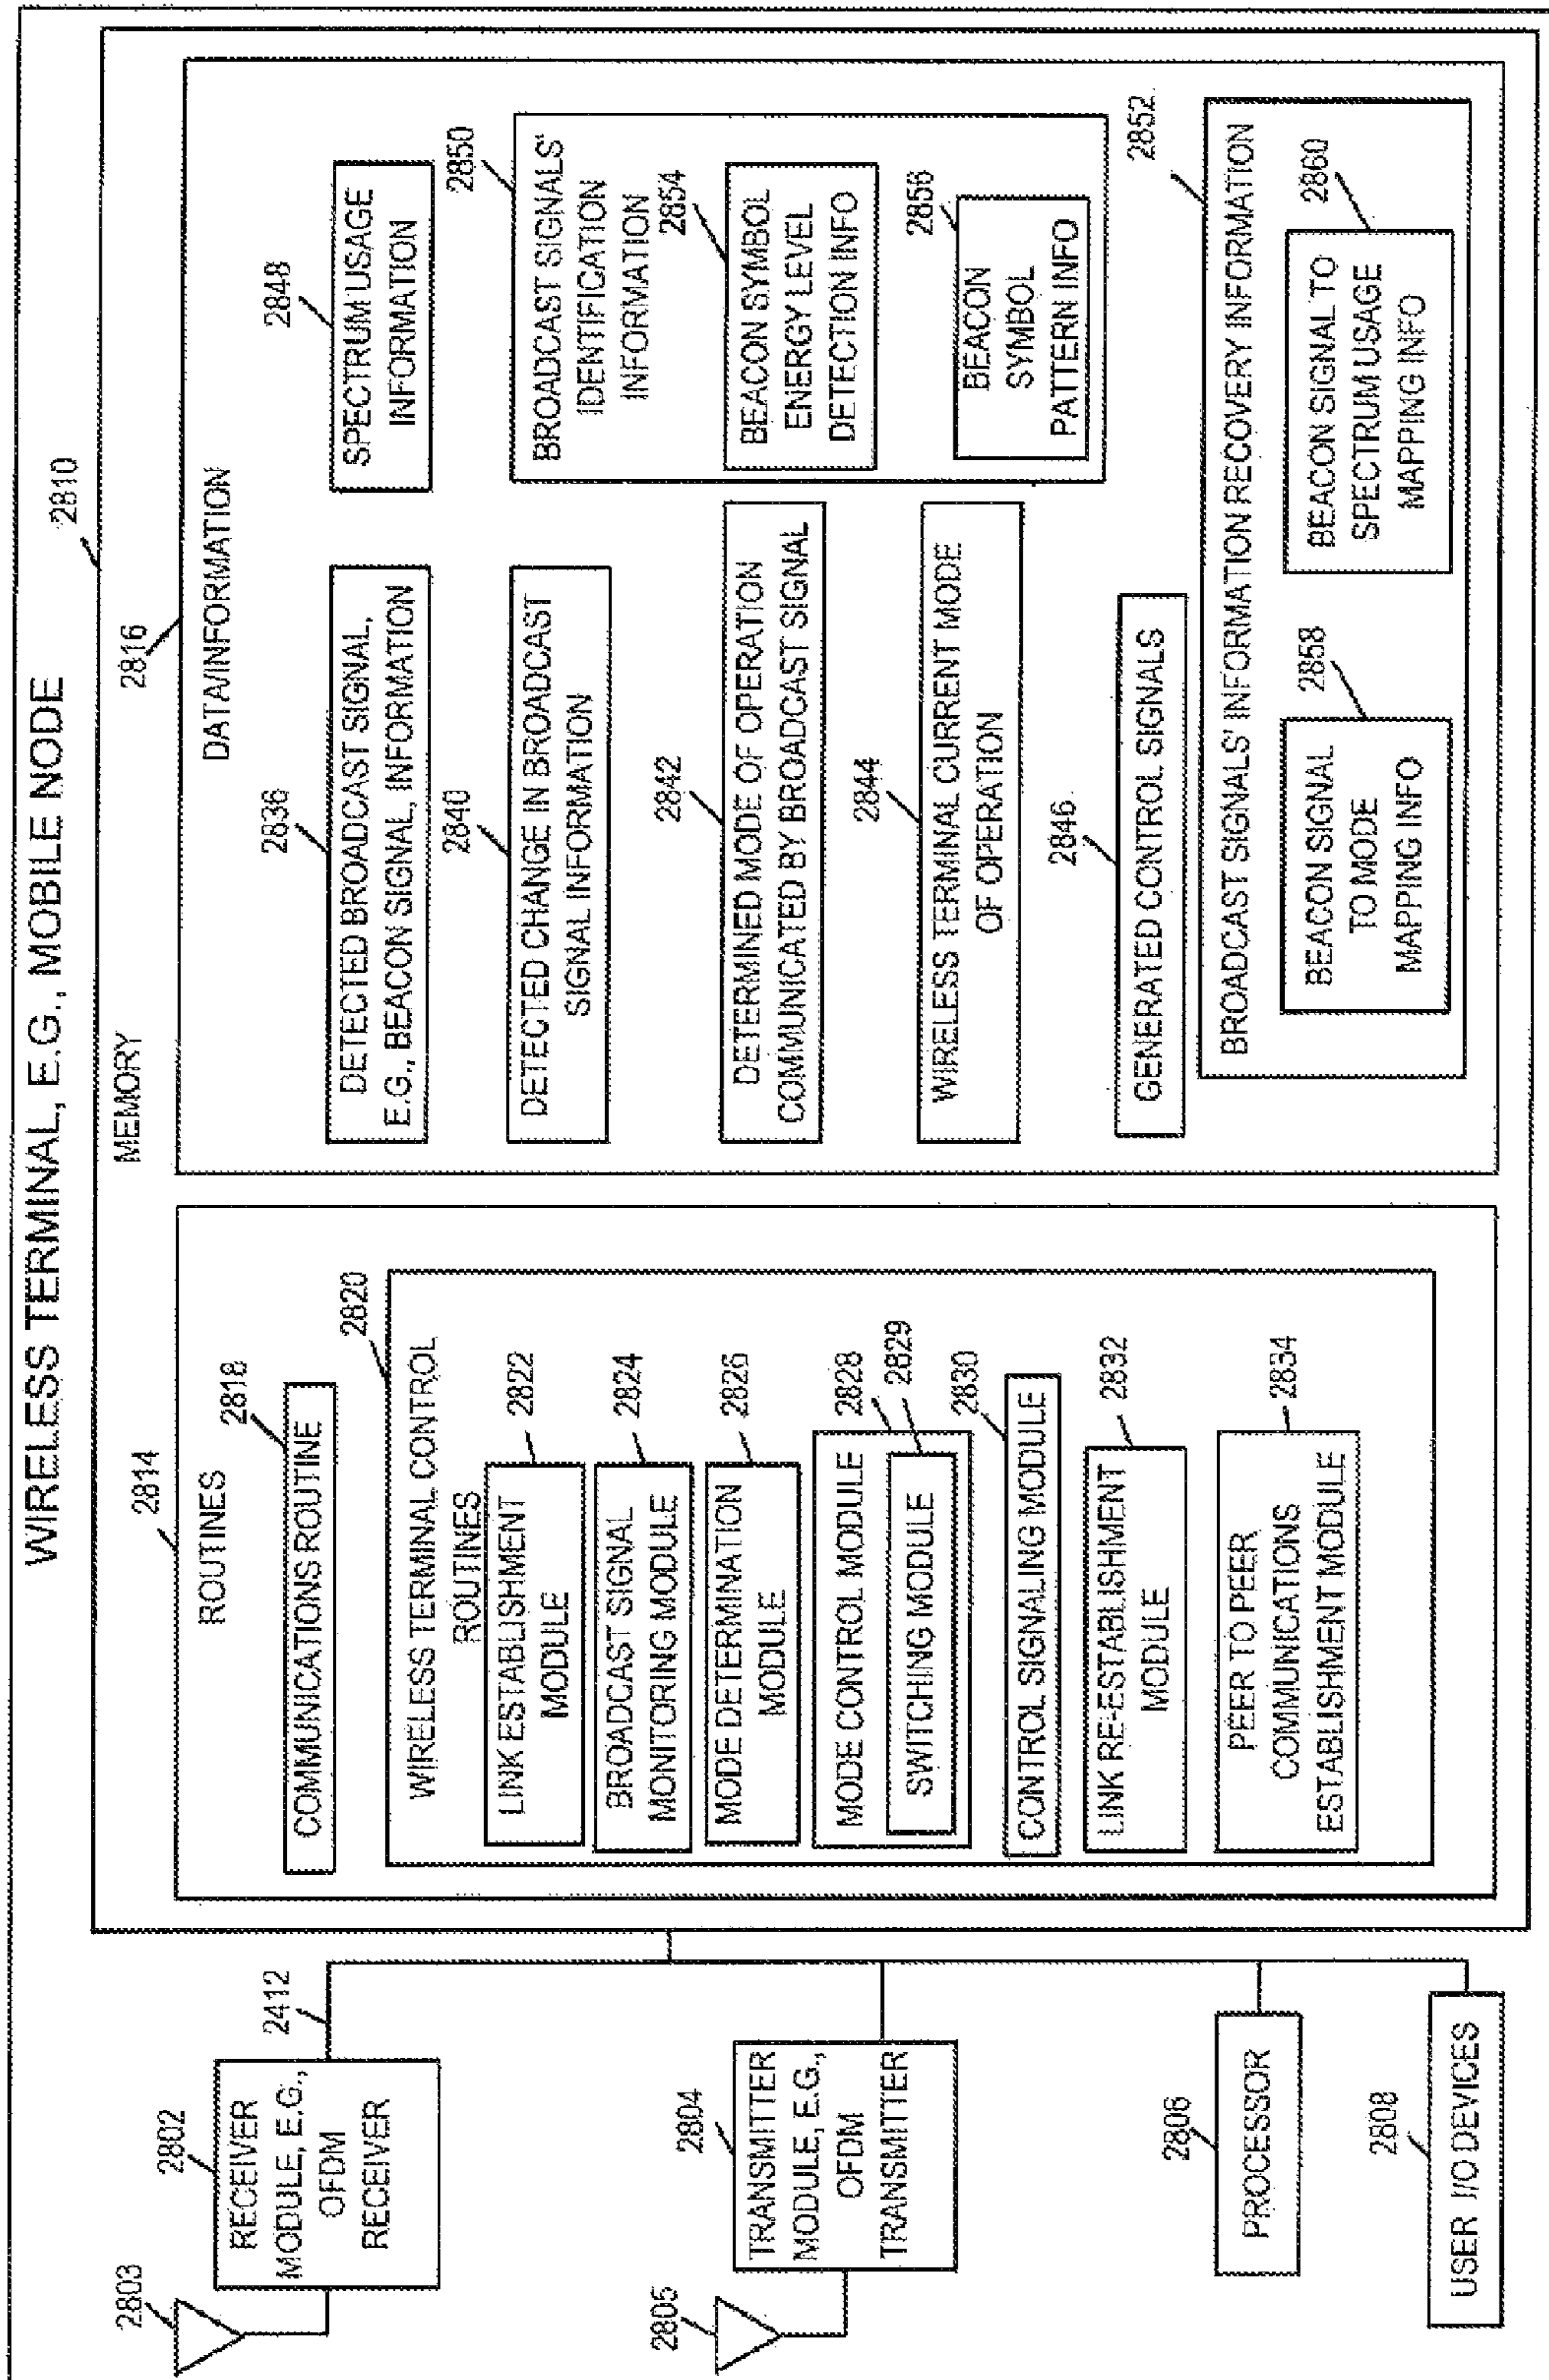 WIRELESS TERMINAL, E.G., MOBILE NODE
2803
2802
RECEIVER
MODULE, E.G.,
OFDM
RECEIVER
2412
2805
2804
TRANSMITTER
MODULE, E.G.,
OFDM
TRANSMITTER
2806
PROCESSOR
2808
USER I/O DEVICES
2810
MEMORY
2814
ROUTINES
2818
COMMUNICATIONS ROUTINE
2820
WIRELESS TERMINAL CONTROL
ROUTINES
LINK ESTABLISHMENT
MODULE
2822
BROADCAST SIGNAL
MONITORING MODULE
2824
MODE DETERMINATION
MODULE
2826
MODE CONTROL MODULE
2828
SWITCHING MODULE
2829
CONTROL SIGNALING MODULE
2830
LINK RE-ESTABLISHMENT
MODULE
2832
PEER TO PEER
COMMUNICATIONS
ESTABLISHMENT MODULE
2834
2816
DATA/INFORMATION
2836
DETECTED BROADCAST SIGNAL,
E.G., BEACON SIGNAL, INFORMATION
2840
DETECTED CHANGE IN BROADCAST
SIGNAL INFORMATION
2842
DETERMINED MODE OF OPERATION
COMMUNICATED BY BROADCAST SIGNAL
2844
WIRELESS TERMINAL CURRENT MODE
OF OPERATION
2846
GENERATED CONTROL SIGNALS
2848
SPECTRUM USAGE
INFORMATION
2850
BROADCAST SIGNALS'
IDENTIFICATION
INFORMATION
2854
BEACON SYMBOL
ENERGY LEVEL
DETECTION INFO
2856
BEACON
SYMBOL
PATTERN INFO
2852
BROADCAST SIGNALS' INFORMATION RECOVERY INFORMATION
2858
BEACON SIGNAL
TO MODE
MAPPING INFO
2860
BEACON SIGNAL TO
SPECTRUM USAGE
MAPPING INFO